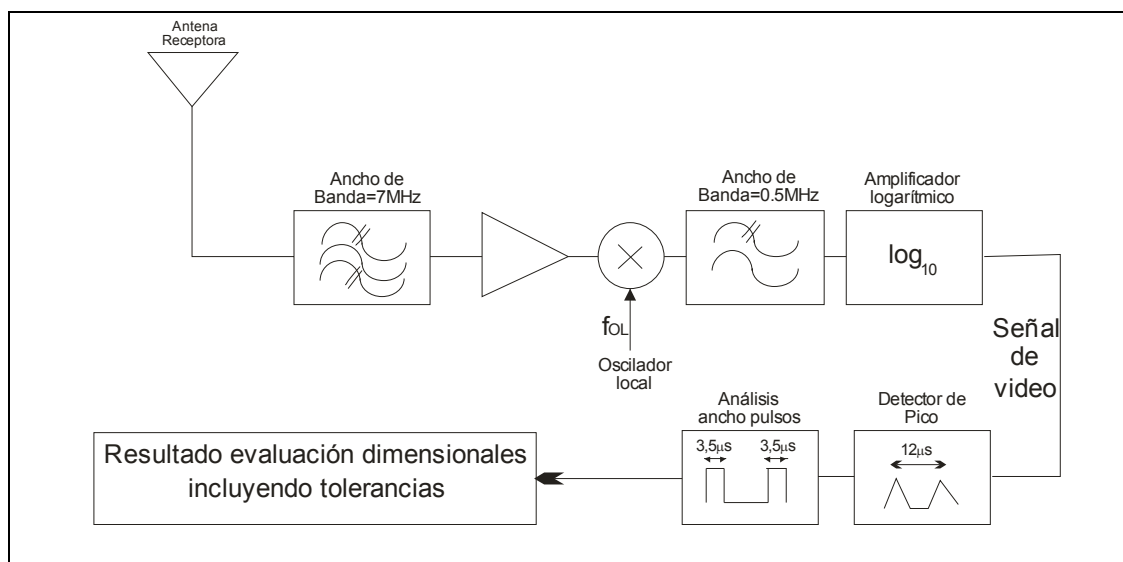 Antena
Receptora
Ancho de
Banda=7MHz
Ancho de
Banda=0.5MHz
Amplificador
logarítmico
log10
fOL
Oscilador
local
Señal
de
video
Detector de
Pico
12µs
Análisis
ancho pulsos
3,5µs 3,5µs
Resultado evaluación dimensionales
incluyendo tolerancias